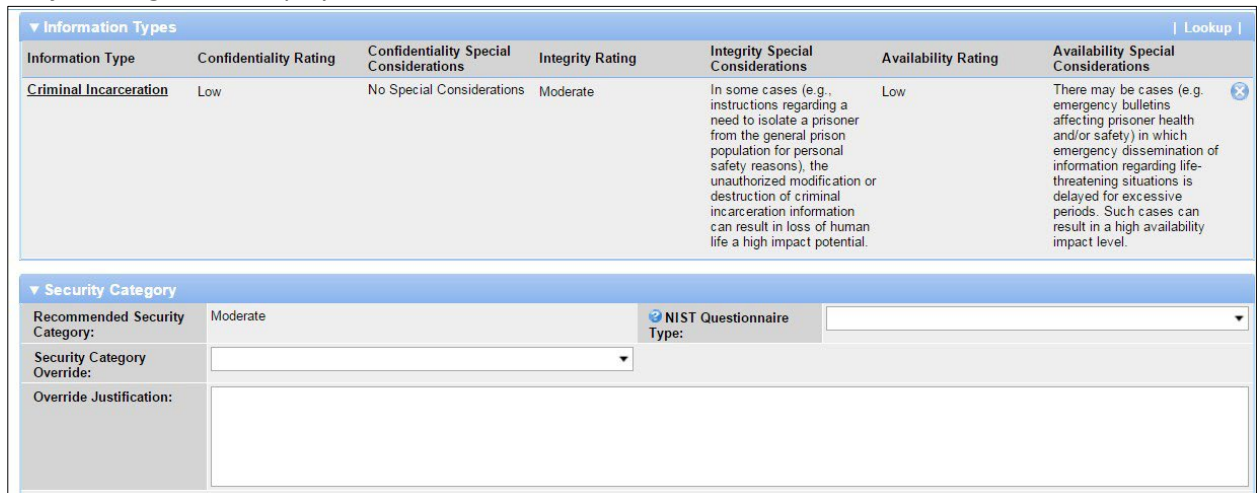 ▼ Information Types | Lookup |
Information Type Confidentiality Rating Confidentiality Special Considerations Integrity Rating Integrity Special Considerations Availability Rating Availability Special Considerations
Criminal Incarceration
Low
No Special Considerations
Moderate
In some cases (e.g.,
instructions regarding a
need to isolate a prisoner
from the general prison
population for personal
safety reasons), the
unauthorized modification or
destruction of criminal
incarceration information
can result in loss of human
life a high impact potential.
Low
There may be cases (e.g.
emergency bulletins
affecting prisoner health
and/or safety) in which
emergency dissemination of
information regarding life-
threatening situations is
delayed for excessive
periods. Such cases can
result in a high availability
impact level.
▼ Security Category
Recommended Security
Category:
Moderate
NIST Questionnaire
Type:
Security Category
Override:
Override Justification: